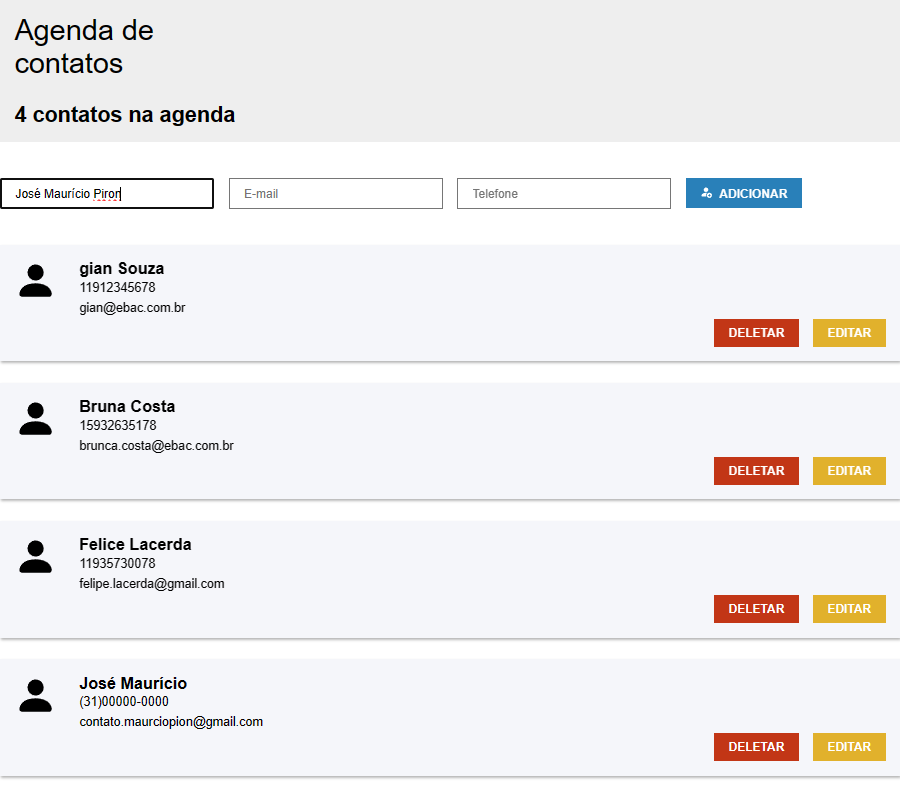 Agenda de
contatos
4 contatos na agenda
José Maurício Piron E-mail Telefone ADICIONAR
gian Souza
11912345678
gian@ebac.com.br
DELETAR EDITAR
Bruna Costa
15932635178
brunca.costa@ebac.com.br
DELETAR EDITAR
Felice Lacerda
11935730078
felipe.lacerda@gmail.com
DELETAR EDITAR
José Maurício
(31)00000-0000
contato.maurciopion@gmail.com
DELETAR EDITAR